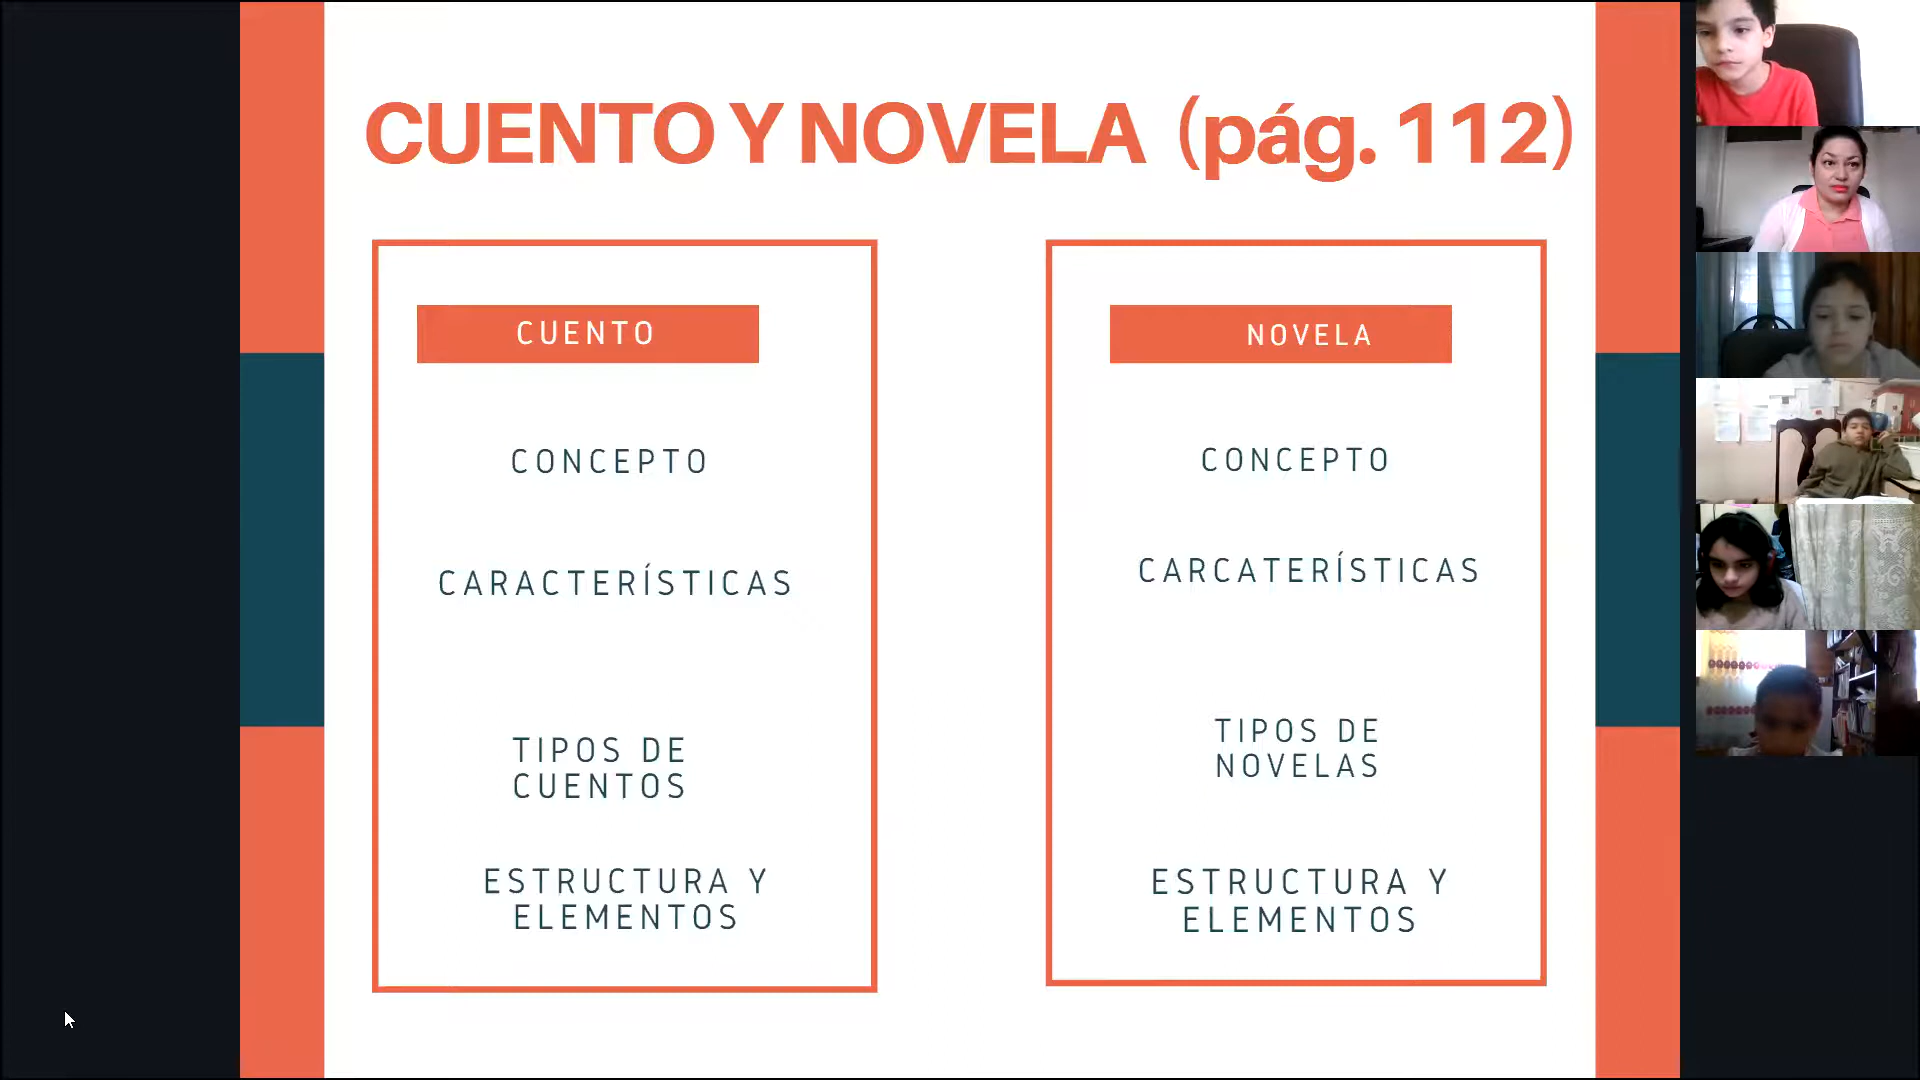 CUENTO Y NOVELA (pág. 112)
CUENTO
CONCEPTO
CARACTERÍSTICAS
TIPOS DE
CUENTOS
ESTRUCTURA Y
ELEMENTOS
NOVELA
CONCEPTO
CARCATERÍSTICAS
TIPOS DE
NOVELAS
ESTRUCTURA Y
ELEMENTOS